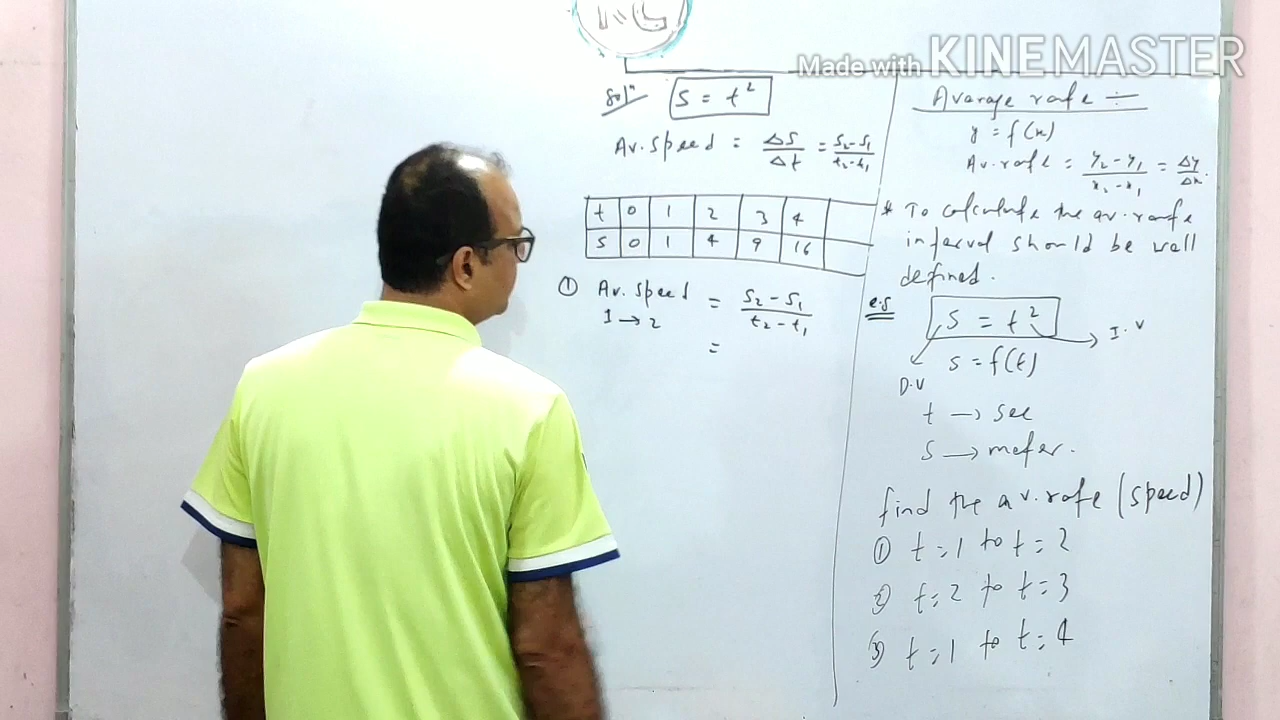 Made with KINEMASTER
Solⁿ S = t²
Av. Speed = ΔS/Δt = (S₂-S₁)/(t₂-t₁)
t 0 1 2 3 4
S 0 1 4 9 16
① Av. Speed = (S₂-S₁)/(t₂-t₁)
1 → 2
=
Avarage rate :-
y = f(x)
Av. rate = (y₂-y₁)/(x₂-x₁) = Δy/Δx.
* To calculate the av. rate
interval should be well
defined.
e.g S = t²
I.V
S = f(t)
D.V
t → sec
S → meter.
find the av. rate (speed)
① t=1 to t=2
② t=2 to t=3
③ t=1 to t=4